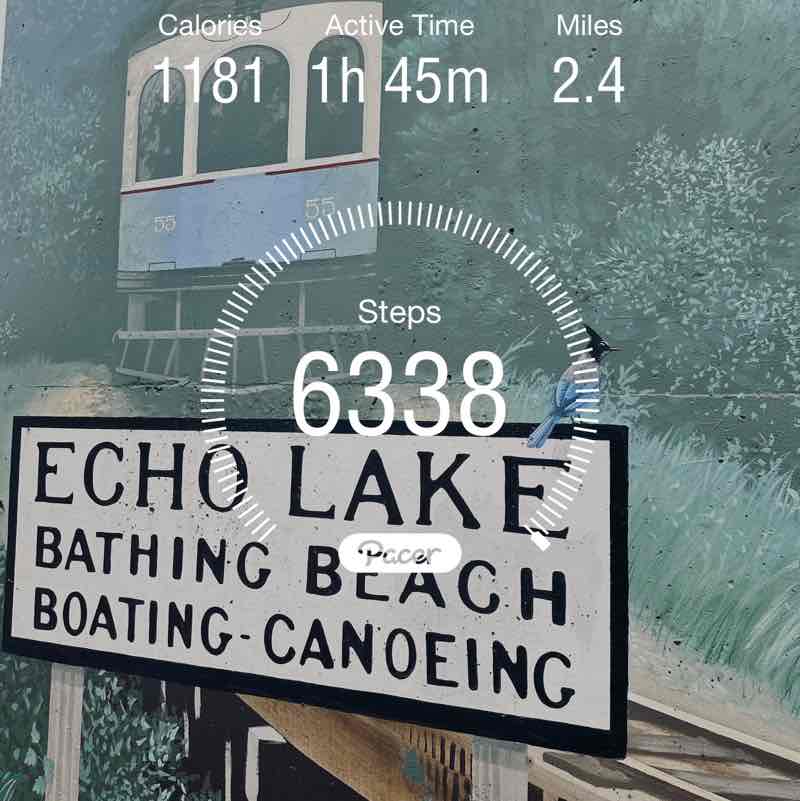 Calories Active Time Miles
1181 1h 45m 2.4
55 55
Steps
6338
ECHO LAKE
BATHING BEACH
BOATING-CANOEING
Pacer